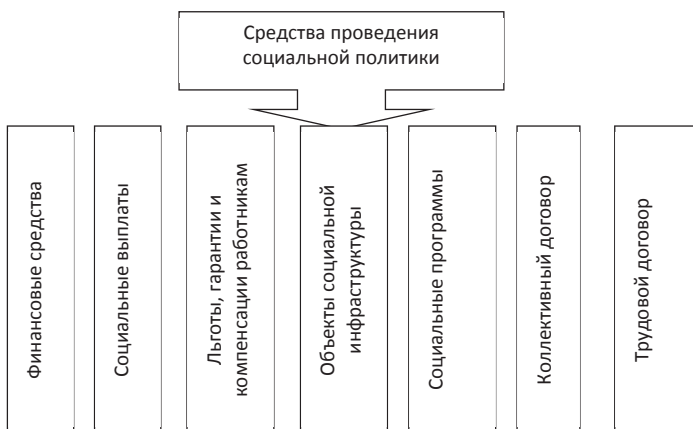 Средства проведения
социальной политики
Финансовые средства
Социальные выплаты
Льготы, гарантии и
компенсации работникам
Объекты социальной
инфраструктуры
Социальные программы
Коллективный договор
Трудовой договор